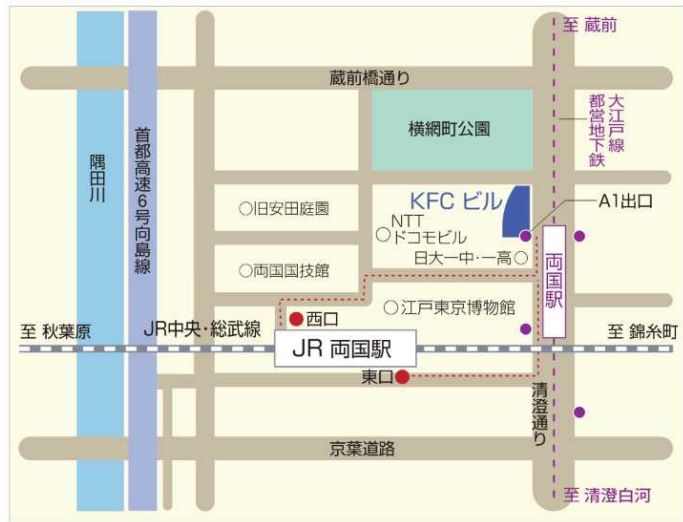 至 蔵前
蔵前橋通り
大江戸線
都営地下鉄
横網町公園
隅田川
首都高速6号・向島線
KFC ビル
A1出口
○旧安田庭園
NTT
○ドコモビル
日大一中・一高○
○両国国技館
両国駅
○江戸東京博物館
西口
至 秋葉原
JR中央・総武線
至 錦糸町
JR 両国駅
東口
清澄通り
京葉道路
至 清澄白河